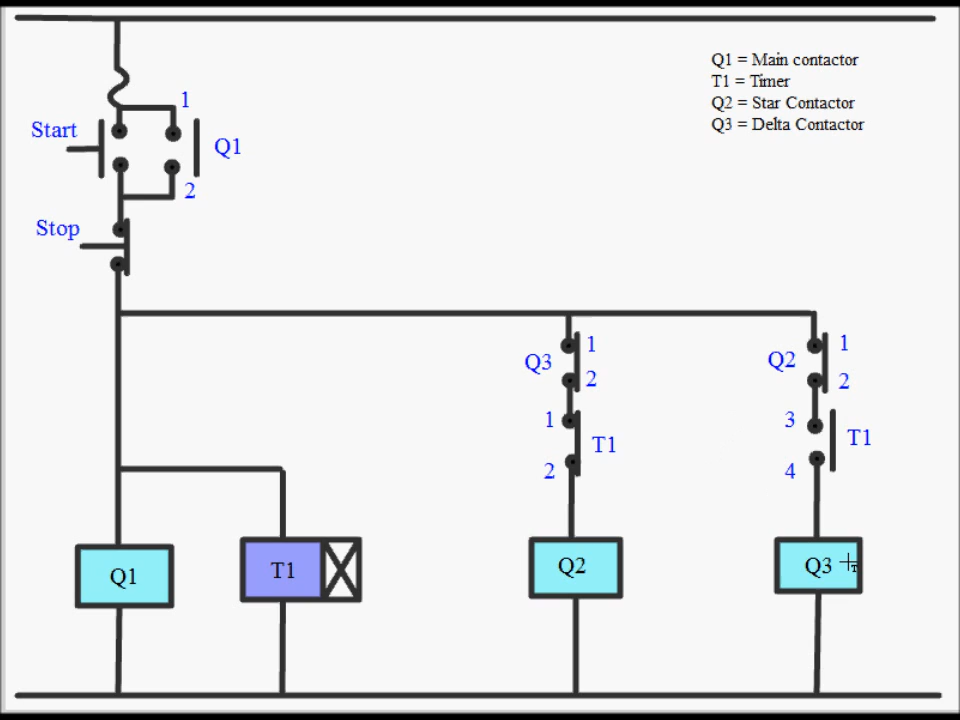 Q1 = Main contactor
T1 = Timer
Q2 = Star Contactor
Q3 = Delta Contactor
1
Start
Q1
2
Stop
Q3
1
2
1
T1
2
Q2
1
2
3
T1
4
Q1
T1
Q2
Q3